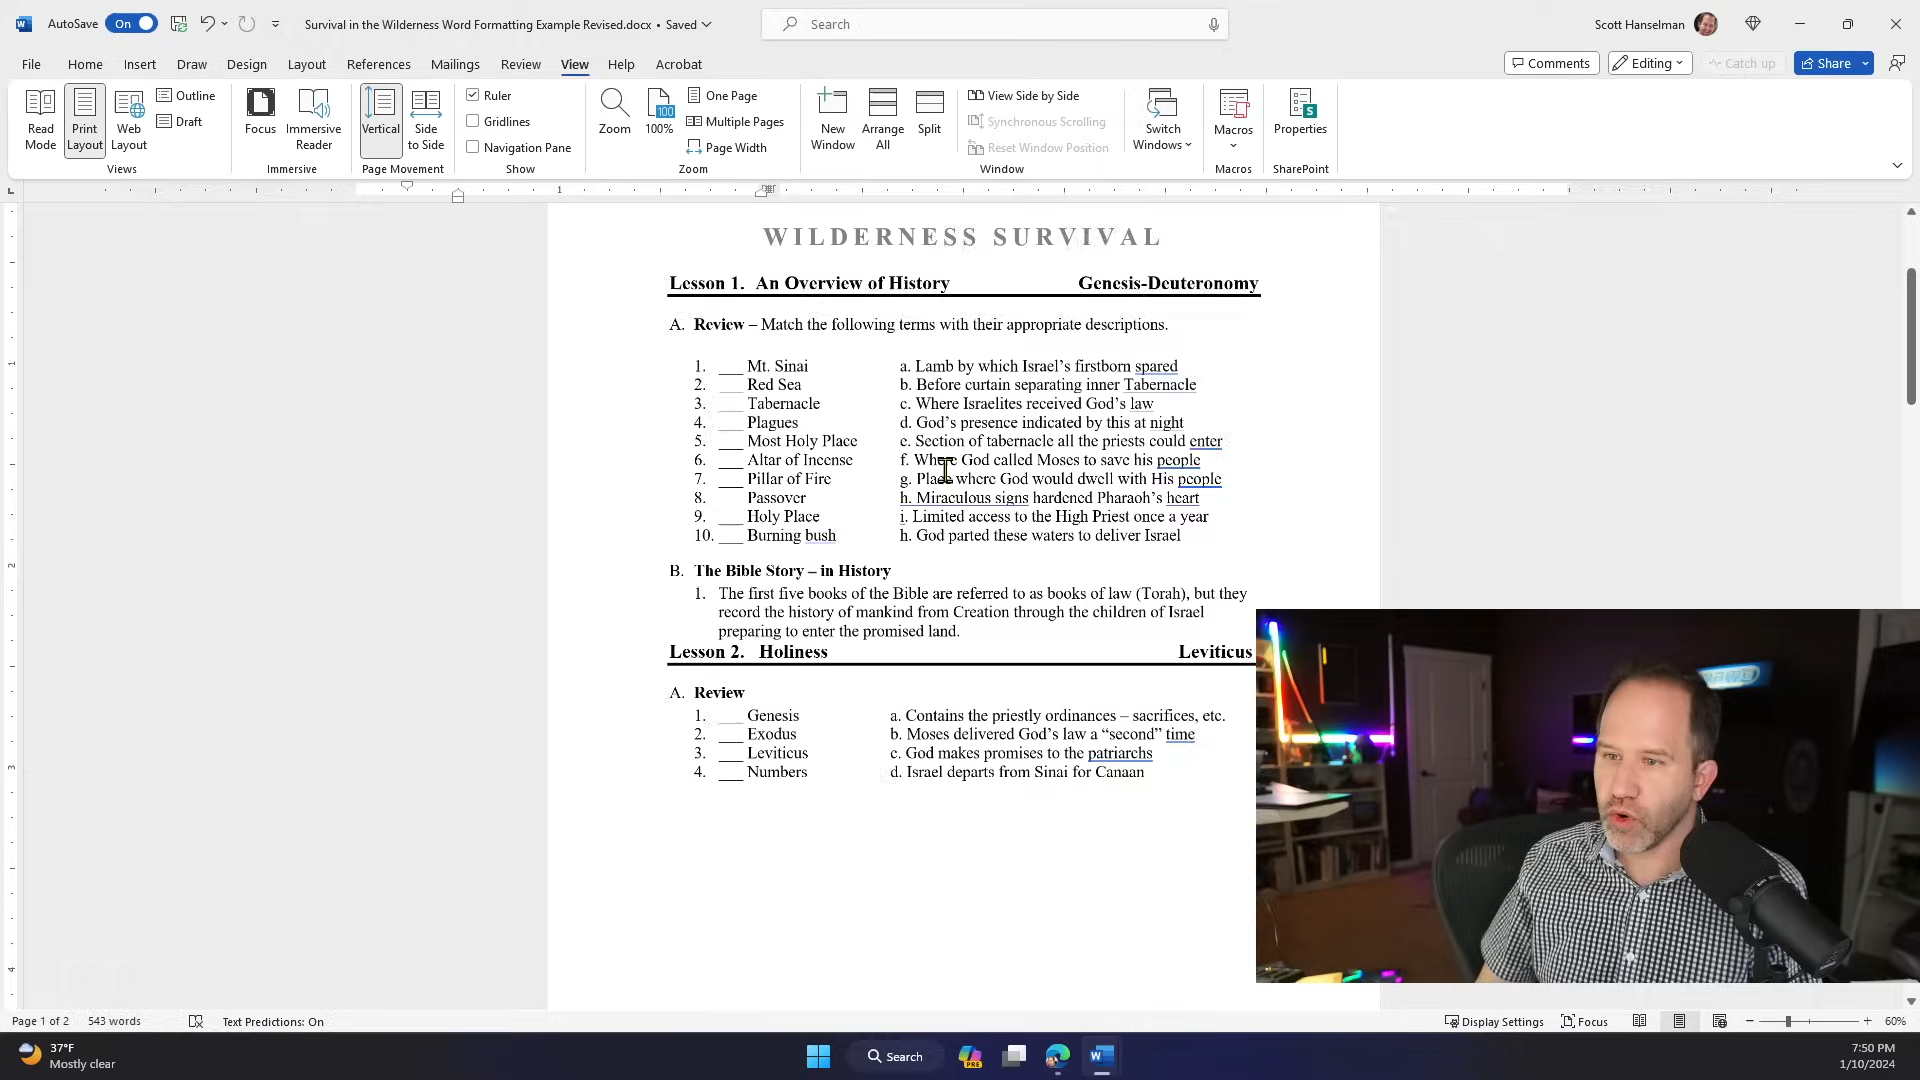 AutoSave On Survival in the Wilderness Word Formatting Example Revised.docx • Saved Search Scott Hanselman
File Home Insert Draw Design Layout References Mailings Review View Help Acrobat Comments Editing Catch up Share
Read Mode Print Layout Web Layout Outline Draft Focus Immersive Reader Vertical Side to Side Ruler Gridlines Navigation Pane Zoom 100 100% One Page Multiple Pages Page Width New Window Arrange All Split View Side by Side Synchronous Scrolling Reset Window Position Switch Windows Macros Properties
Views Immersive Page Movement Show Zoom Window Macros SharePoint
1
WILDERNESS SURVIVAL
Lesson 1. An Overview of History Genesis-Deuteronomy
A. Review – Match the following terms with their appropriate descriptions.
1. ___ Mt. Sinai a. Lamb by which Israel’s firstborn spared
2. ___ Red Sea b. Before curtain separating inner Tabernacle
3. ___ Tabernacle c. Where Israelites received God’s law
4. ___ Plagues d. God’s presence indicated by this at night
5. ___ Most Holy Place e. Section of tabernacle all the priests could enter
6. ___ Altar of Incense f. Where God called Moses to save his people
7. ___ Pillar of Fire g. Place where God would dwell with His people
8. ___ Passover h. Miraculous signs hardened Pharaoh’s heart
9. ___ Holy Place i. Limited access to the High Priest once a year
10. ___ Burning bush h. God parted these waters to deliver Israel
B. The Bible Story – in History
1. The first five books of the Bible are referred to as books of law (Torah), but they
record the history of mankind from Creation through the children of Israel
preparing to enter the promised land.
Lesson 2. Holiness Leviticus
A. Review
1. ___ Genesis a. Contains the priestly ordinances – sacrifices, etc.
2. ___ Exodus b. Moses delivered God’s law a “second” time
3. ___ Leviticus c. God makes promises to the patriarchs
4. ___ Numbers d. Israel departs from Sinai for Canaan
1
2
3
4
Page 1 of 2 543 words Text Predictions: On Display Settings Focus 60%
37°F
Mostly clear
Search
PRE
7:50 PM
1/10/2024